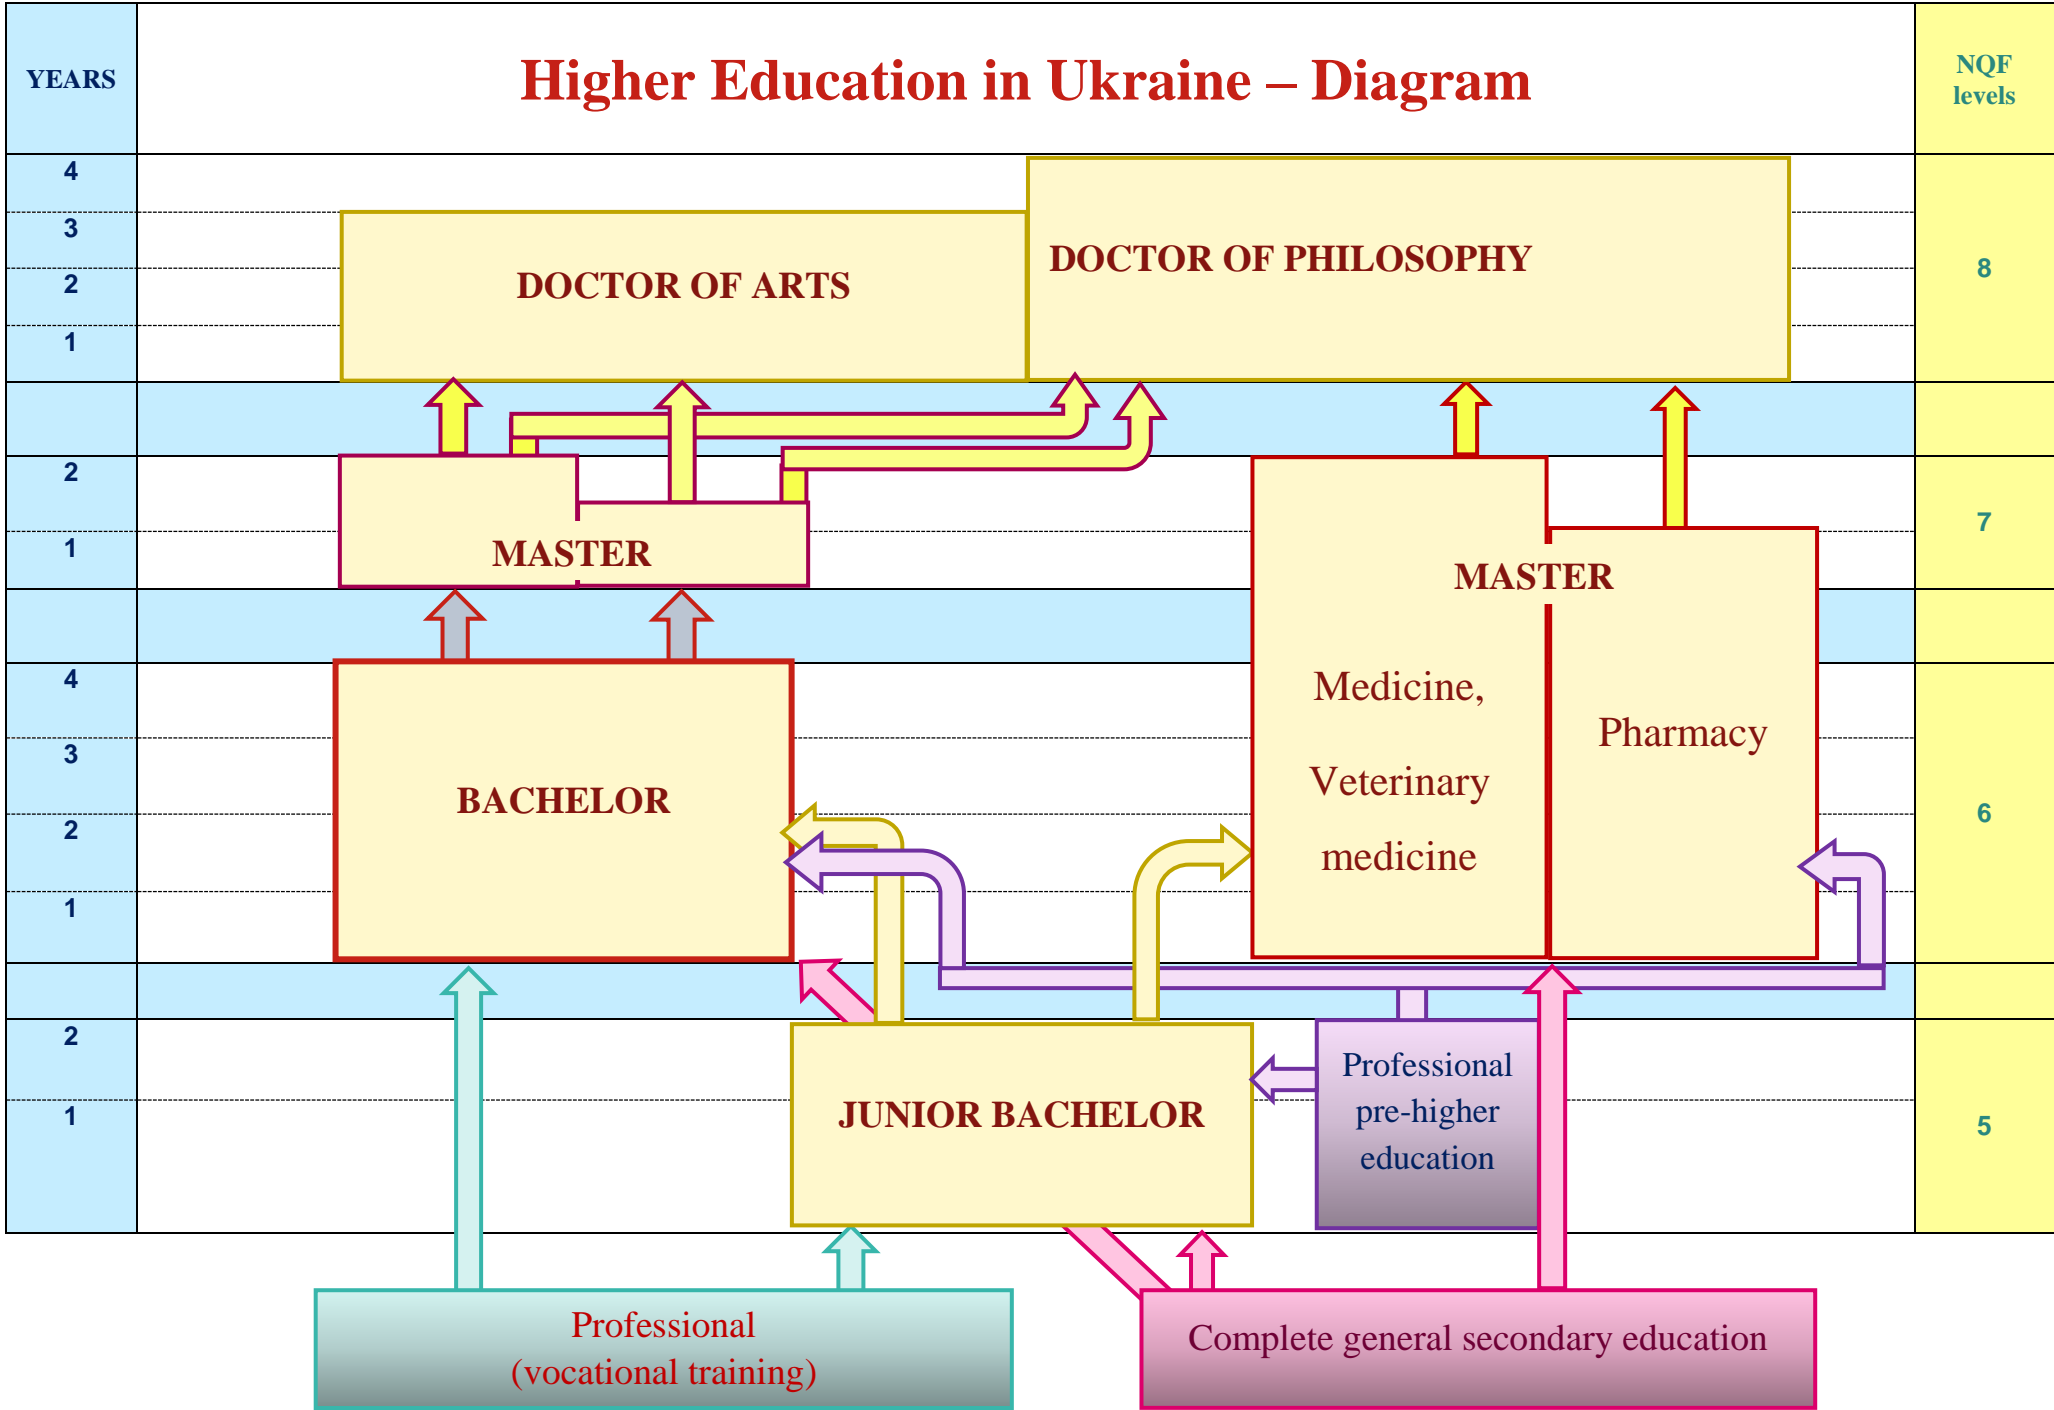 YEARS
Higher Education in Ukraine – Diagram
NQF
levels
4
3
2
1
DOCTOR OF ARTS
DOCTOR OF PHILOSOPHY
8
2
1
MASTER
MASTER
7
4
3
2
1
BACHELOR
Medicine,
Veterinary
medicine
Pharmacy
6
2
1
JUNIOR BACHELOR
Professional
pre-higher
education
5
Professional
(vocational training)
Complete general secondary education